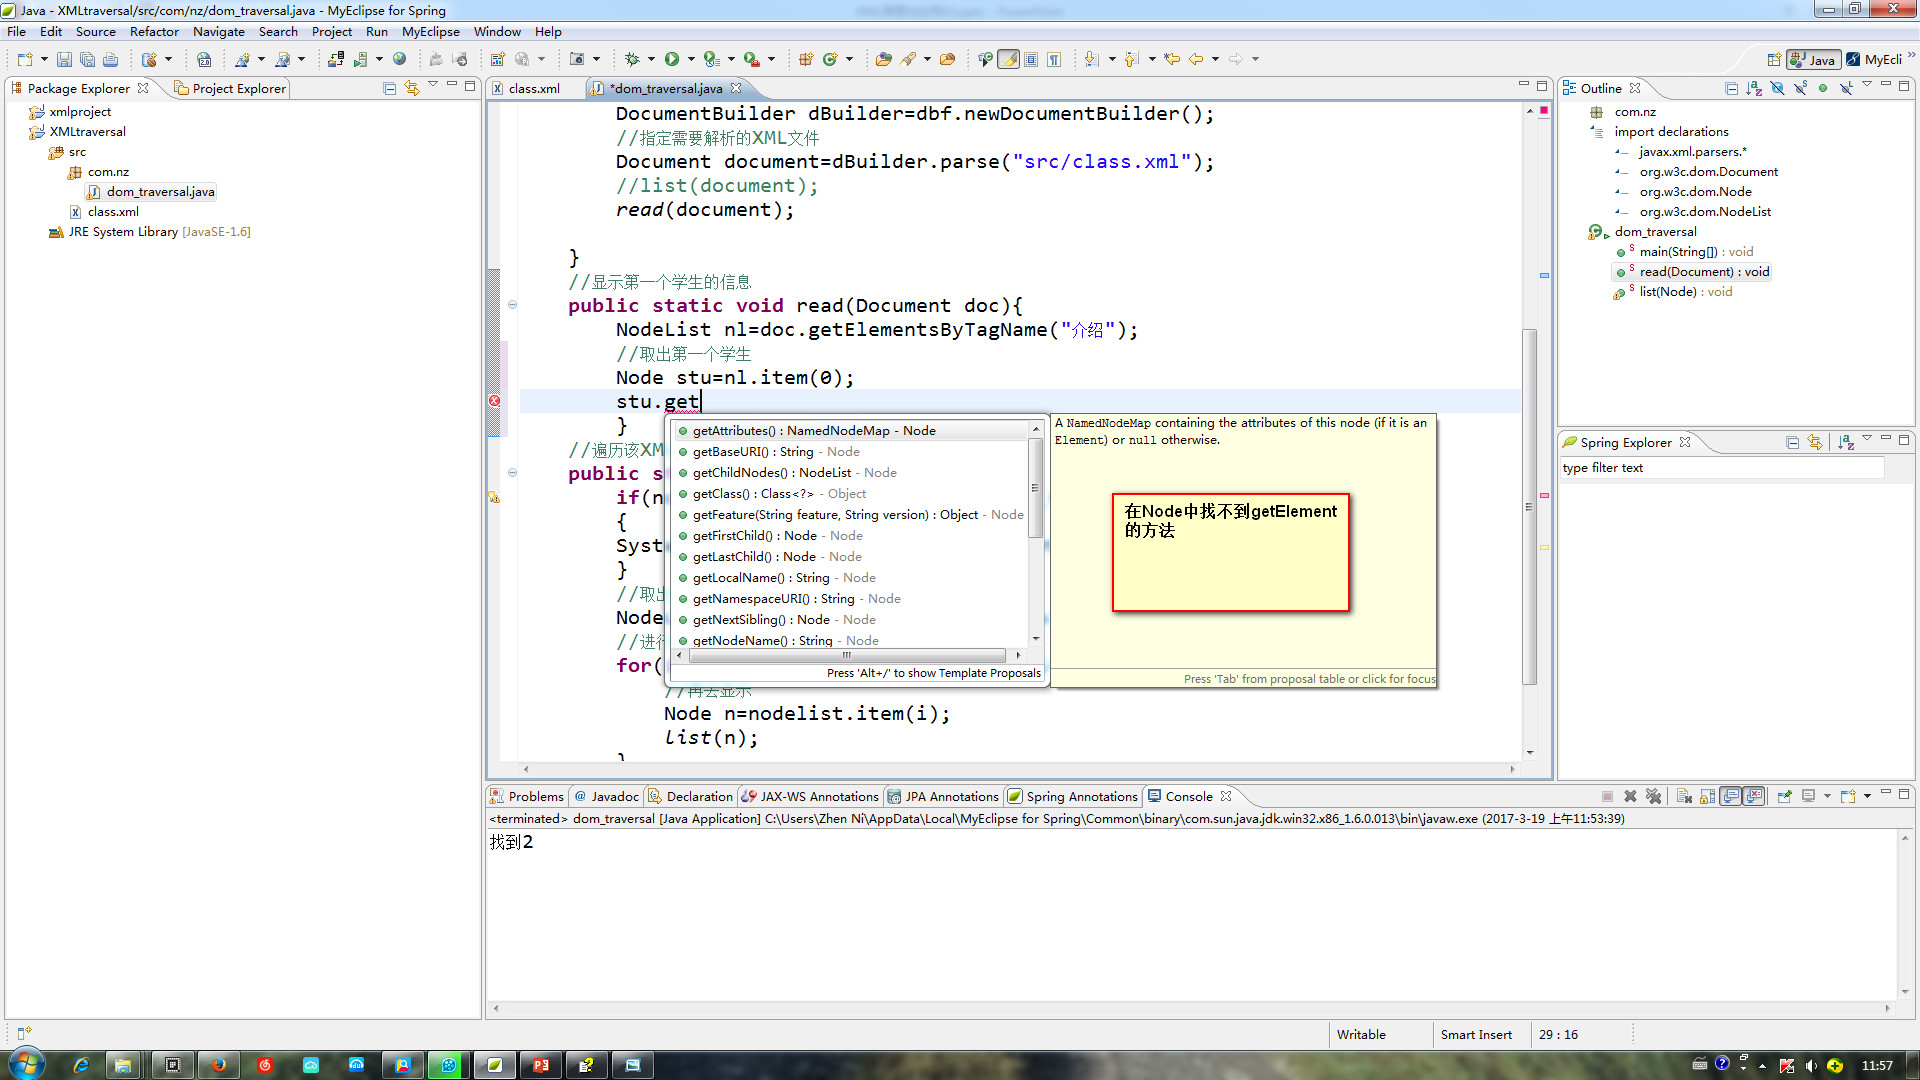 Java - XMLtraversal/src/com/nz/dom_traversal.java - MyEclipse for Spring
File Edit Source Refactor Navigate Search Project Run MyEclipse Window Help
Java MyEcli
Package Explorer Project Explorer
xmlproject
XMLtraversal
src
com.nz
dom_traversal.java
class.xml
JRE System Library [JavaSE-1.6]
class.xml *dom_traversal.java
DocumentBuilder dBuilder=dbf.newDocumentBuilder();
//指定需要解析的XML文件
Document document=dBuilder.parse("src/class.xml");
//list(document);
read(document);
}
//显示第一个学生的信息
public static void read(Document doc){
NodeList nl=doc.getElementsByTagName("介绍");
//取出第一个学生
Node stu=nl.item(0);
stu.get
}
//遍历该XM
public s
if(n
{
Syst
}
//取出
Node
//进行
for(
//再去显示
Node n=nodelist.item(i);
list(n);
}
getAttributes() : NamedNodeMap - Node
getBaseURI() : String - Node
getChildNodes() : NodeList - Node
getClass() : Class<?> - Object
getFeature(String feature, String version) : Object - Node
getFirstChild() : Node - Node
getLastChild() : Node - Node
getLocalName() : String - Node
getNamespaceURI() : String - Node
getNextSibling() : Node - Node
getNodeName() : String - Node
Press 'Alt+/' to show Template Proposals
A NamedNodeMap containing the attributes of this node (if it is an
Element) or null otherwise.
在Node中找不到getElement
的方法
Press 'Tab' from proposal table or click for focus
Outline
com.nz
import declarations
javax.xml.parsers.*
org.w3c.dom.Document
org.w3c.dom.Node
org.w3c.dom.NodeList
dom_traversal
main(String[]) : void
read(Document) : void
list(Node) : void
Spring Explorer
type filter text
Problems Javadoc Declaration JAX-WS Annotations JPA Annotations Spring Annotations Console
<terminated> dom_traversal [Java Application] C:\Users\Zhen Ni\AppData\Local\MyEclipse for Spring\Common\binary\com.sun.java.jdk.win32.x86_1.6.0.013\bin\javaw.exe (2017-3-19 上午11:53:39)
找到2
Writable Smart Insert 29 : 16
11:57